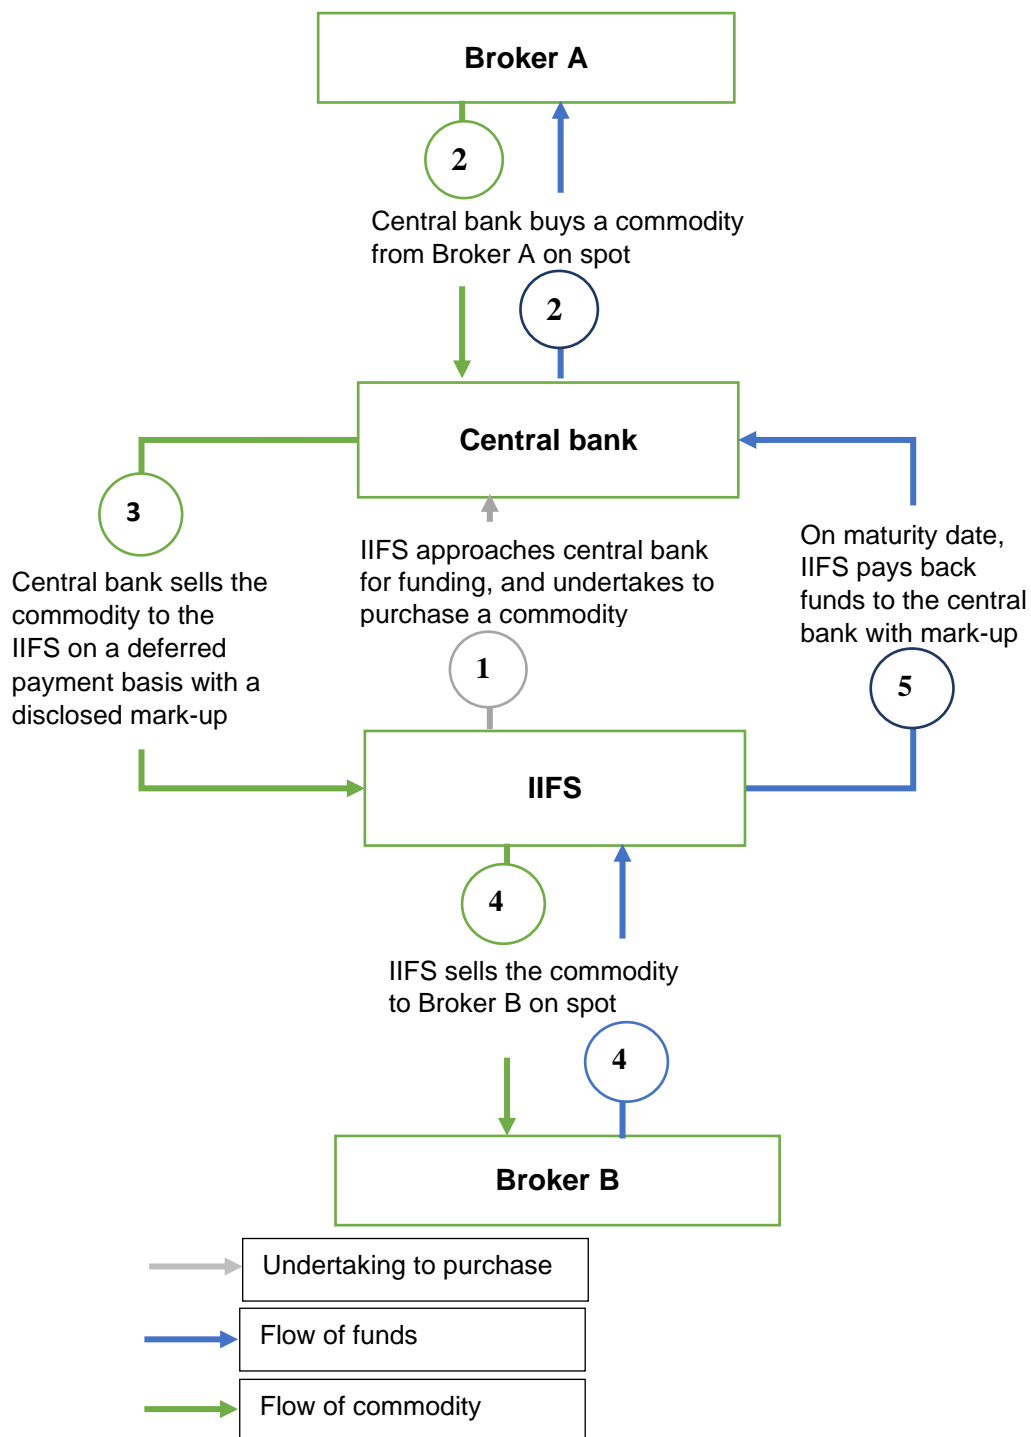 Broker A
2
Central bank buys a commodity
from Broker A on spot
2
Central bank
3
Central bank sells the
commodity to the
IIFS on a deferred
payment basis with a
disclosed mark-up
IIFS approaches central bank
for funding, and undertakes to
purchase a commodity
1
On maturity date,
IIFS pays back
funds to the central
bank with mark-up
5
IIFS
4
IIFS sells the commodity
to Broker B on spot
4
Broker B
Undertaking to purchase
Flow of funds
Flow of commodity